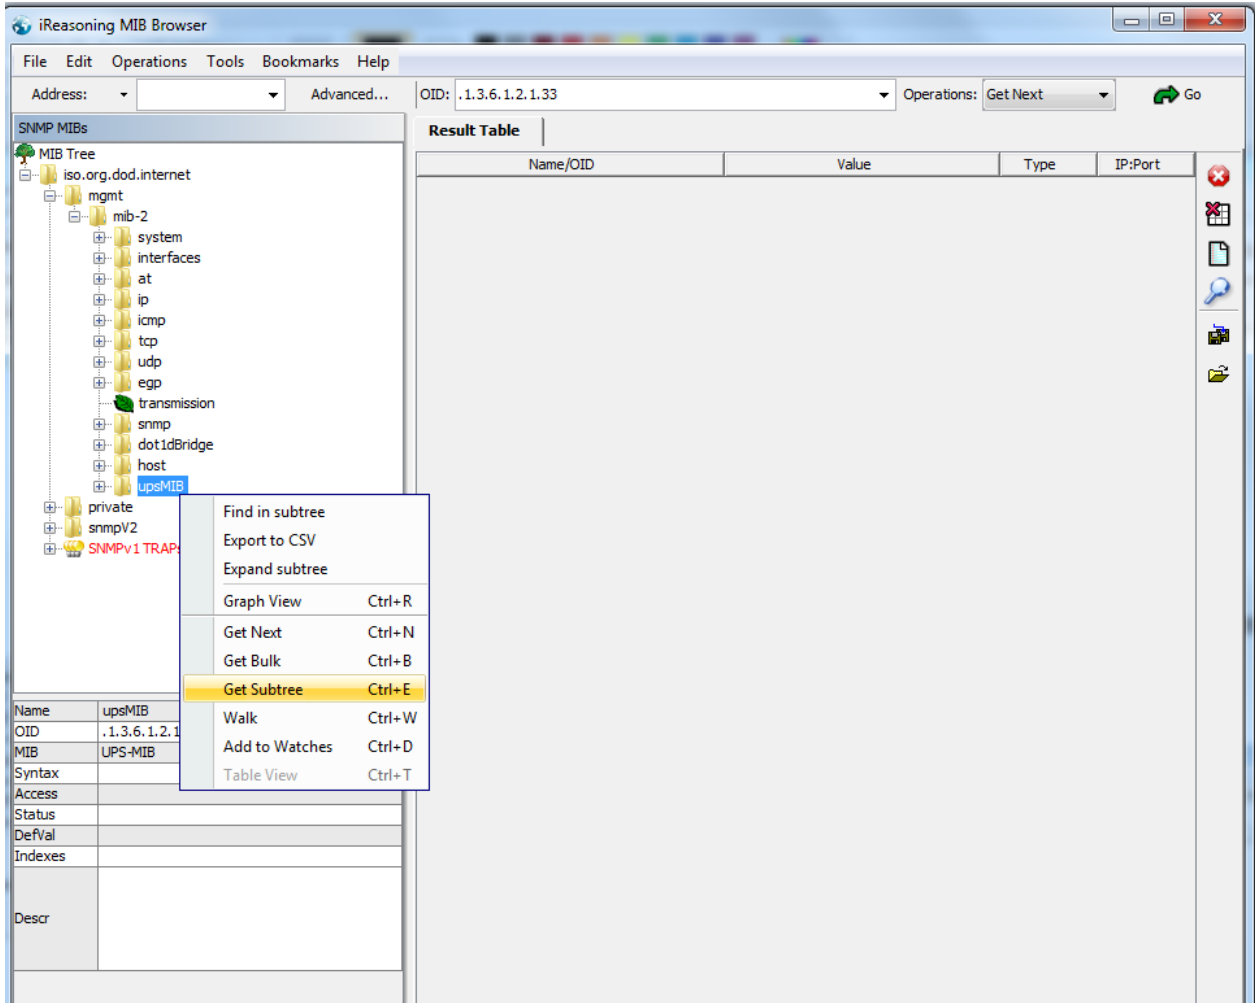 iReasoning MIB Browser
File Edit Operations Tools Bookmarks Help
Address: Advanced... OID: .1.3.6.1.2.1.33 Operations: Get Next Go
SNMP MIBs
Result Table
MIB Tree
Name/OID Value Type IP:Port
iso.org.dod.internet
mgmt
mib-2
system
interfaces
at
ip
icmp
tcp
udp
egp
transmission
snmp
dot1dBridge
host
upsMIB
private
snmpV2
SNMPv1 TRAPs
Find in subtree
Export to CSV
Expand subtree
Graph View Ctrl+R
Get Next Ctrl+N
Get Bulk Ctrl+B
Get Subtree Ctrl+E
Walk Ctrl+W
Add to Watches Ctrl+D
Table View Ctrl+T
Name upsMIB
OID .1.3.6.1.2.1
MIB UPS-MIB
Syntax
Access
Status
DefVal
Indexes
Descr